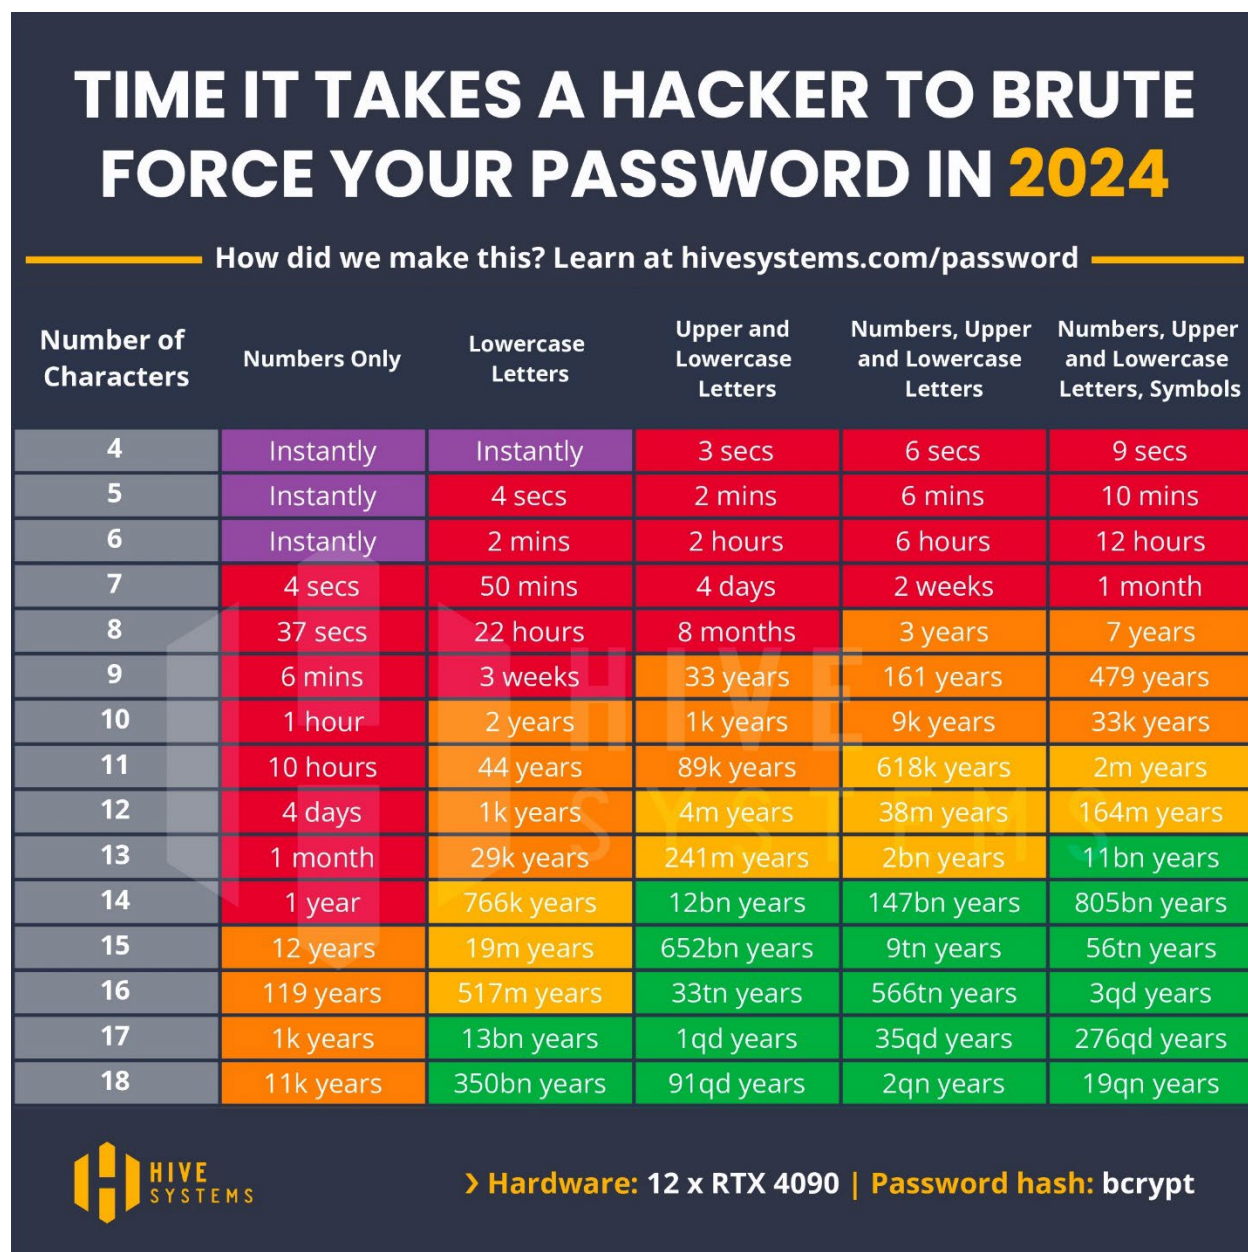 TIME IT TAKES A HACKER TO BRUTE
FORCE YOUR PASSWORD IN 2024
How did we make this? Learn at hivesystems.com/password
Number of Characters Numbers Only Lowercase Letters Upper and Lowercase Letters Numbers, Upper and Lowercase Letters Numbers, Upper and Lowercase Letters, Symbols
4 Instantly Instantly 3 secs 6 secs 9 secs
5 Instantly 4 secs 2 mins 6 mins 10 mins
6 Instantly 2 mins 2 hours 6 hours 12 hours
7 4 secs 50 mins 4 days 2 weeks 1 month
8 37 secs 22 hours 8 months 3 years 7 years
9 6 mins 3 weeks 33 years 161 years 479 years
10 1 hour 2 years 1k years 9k years 33k years
11 10 hours 44 years 89k years 618k years 2m years
12 4 days 1k years 4m years 38m years 164m years
13 1 month 29k years 241m years 2bn years 11bn years
14 1 year 766k years 12bn years 147bn years 805bn years
15 12 years 19m years 652bn years 9tn years 56tn years
16 119 years 517m years 33tn years 566tn years 3qd years
17 1k years 13bn years 1qd years 35qd years 276qd years
18 11k years 350bn years 91qd years 2qn years 19qn years
HIVE
SYSTEMS
HIVE
SYSTEMS
› Hardware: 12 x RTX 4090 | Password hash: bcrypt